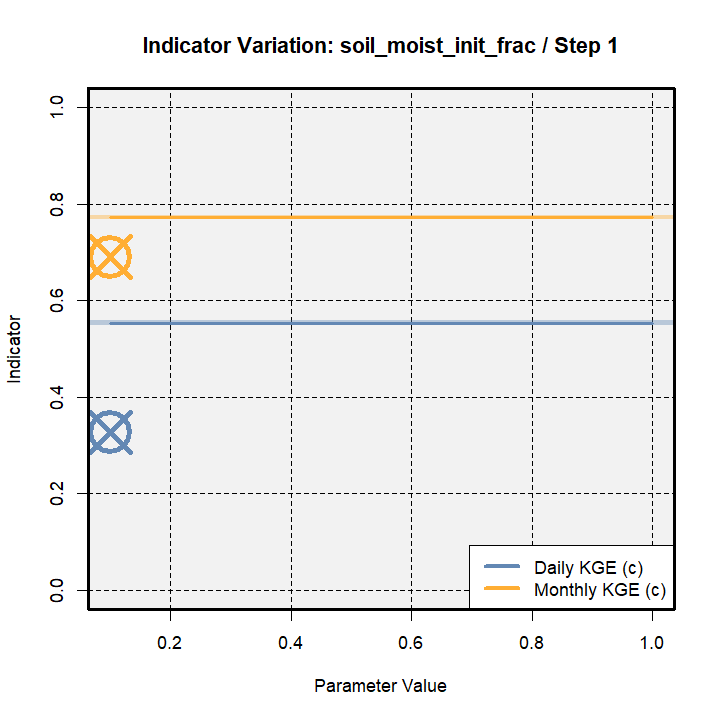 Indicator Variation: soil_moist_init_frac / Step 1
Indicator
1.0
0.8
0.6
0.4
0.2
0.0
Daily KGE (c)
Monthly KGE (c)
0.2 0.4 0.6 0.8 1.0
Parameter Value